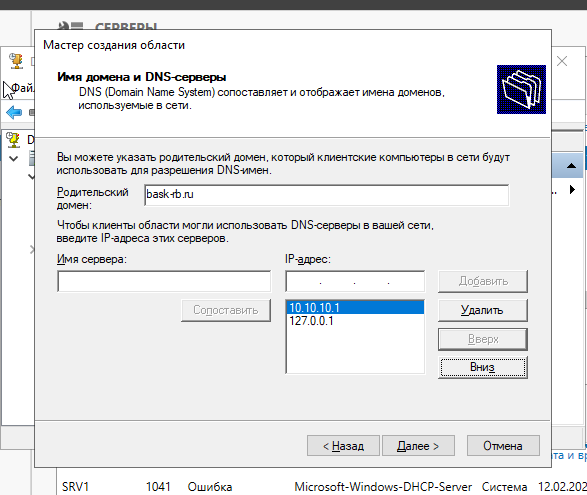 СЕРВЕРЫ
Мастер создания области
Имя домена и DNS-серверы
DNS (Domain Name System) сопоставляет и отображает имена доменов,
используемые в сети.
Вы можете указать родительский домен, который клиентские компьютеры в сети будут
использовать для разрешения DNS-имен.
Родительский
домен:
bask-rb.ru
Чтобы клиенты области могли использовать DNS-серверы в вашей сети,
введите IP-адреса этих серверов.
Имя сервера:
IP-адрес:
. . .
Добавить
Сопоставить
10.10.10.1
127.0.0.1
Удалить
Вверх
Вниз
< Назад
Далее >
Отмена
SRV1 1041 Ошибка Microsoft-Windows-DHCP-Server Система 12.02.202